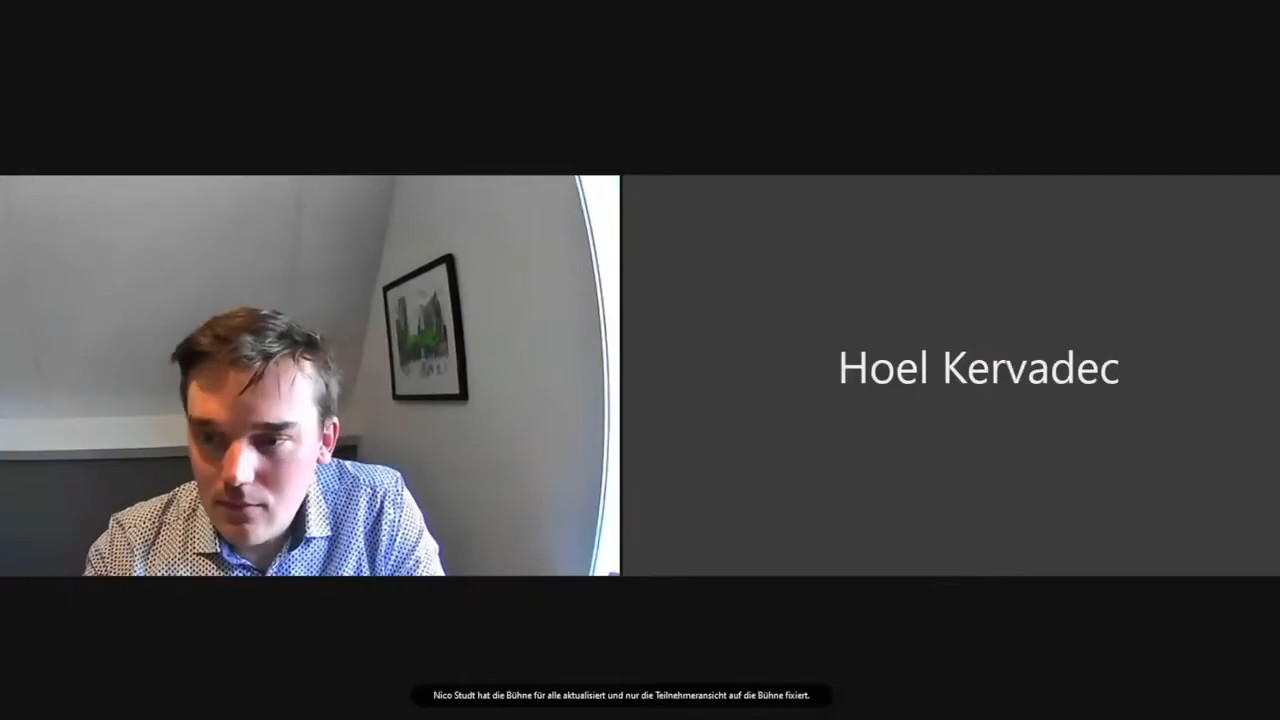 Hoel Kervadec
Nico Studt hat die Bühne für alle aktualisiert und nur die Teilnehmeransicht auf die Bühne fixiert.